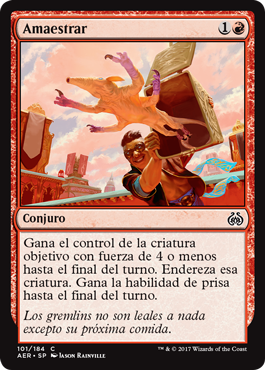 Amaestrar
1
Conjuro
Gana el control de la criatura
objetivo con fuerza de 4 o menos
hasta el final del turno. Endereza esa
criatura. Gana la habilidad de prisa
hasta el final del turno.
Los gremlins no son leales a nada
excepto su próxima comida.
101/184 C
AER • SP Jason Rainville
™ & © 2017 Wizards of the Coast